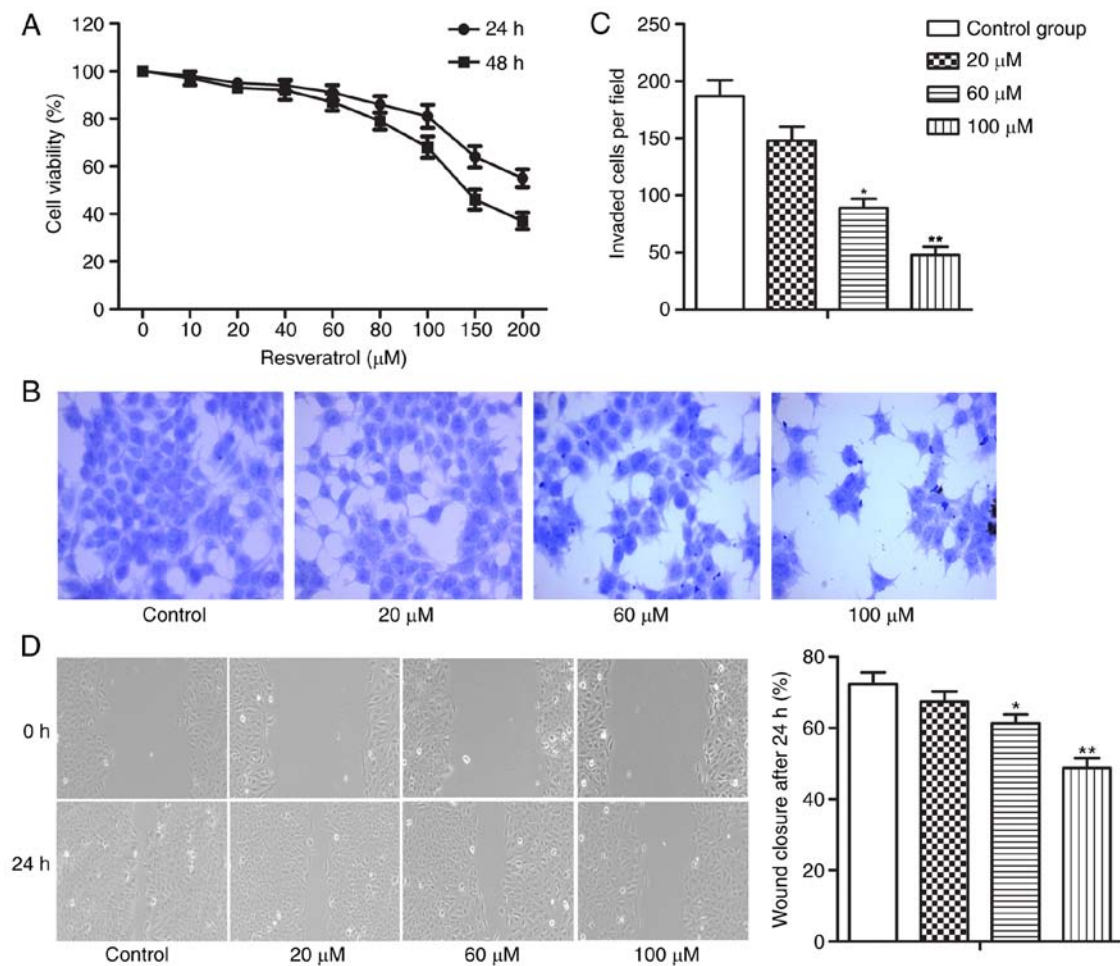 A
120
100
80
60
40
20
0
Cell viability (%)
24 h
48 h
0 10 20 40 60 80 100 150 200
Resveratrol (μM)
C
250
200
150
100
50
0
Invaded cells per field
*
**
Control group
20 μM
60 μM
100 μM
B
Control 20 μM 60 μM 100 μM
D
0 h
24 h
Control 20 μM 60 μM 100 μM
80
60
40
20
0
Wound closure after 24 h (%)
*
**